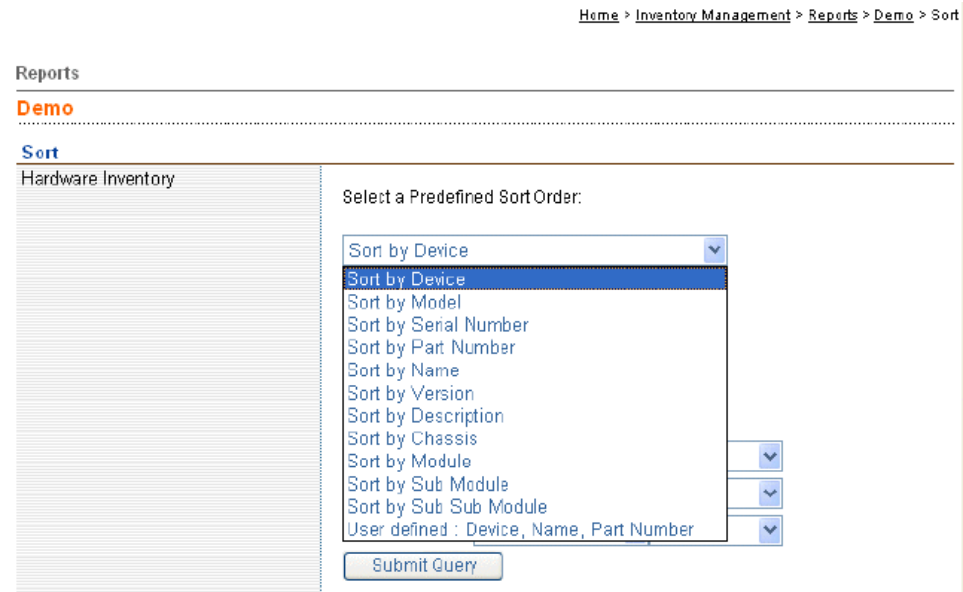 Home > Inventory Management > Reports > Demo > Sort
Reports
Demo
Sort
Hardware Inventory
Select a Predefined Sort Order:
Sort by Device
Sort by Device
Sort by Model
Sort by Serial Number
Sort by Part Number
Sort by Name
Sort by Version
Sort by Description
Sort by Chassis
Sort by Module
Sort by Sub Module
Sort by Sub Sub Module
User defined : Device, Name, Part Number
Submit Query